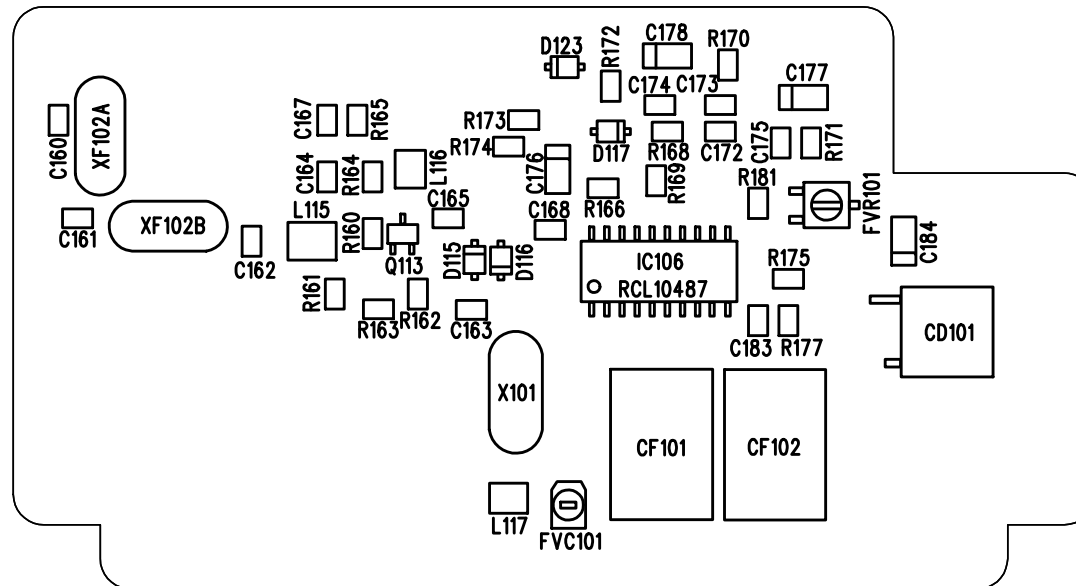 D123
R172
C178
R170
C177
C174
C173
C160
XF102A
C167
R165
R173
R174
C176
D117
R168
C172
C175
R171
C164
R164
L116
C165
R166
R169
R181
FVR101
C161
XF102B
C162
L115
R160
Q113
D115
D116
C168
IC106
RCL10487
R175
C184
R161
R163
R162
C163
C183
R177
CD101
X101
CF101
CF102
L117
FVC101